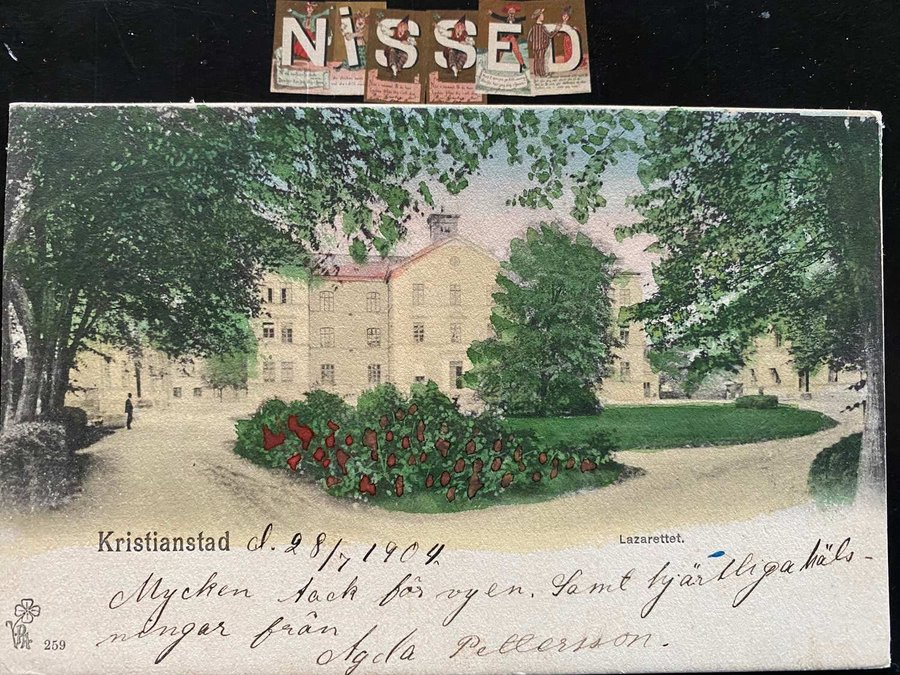 NiSSED
Kristianstad d. 28/7 1904.
Lazarettet.
Mycken tack för vyen. Samt hjärtliga häls-
ningar från
Agda Pettersson.
259